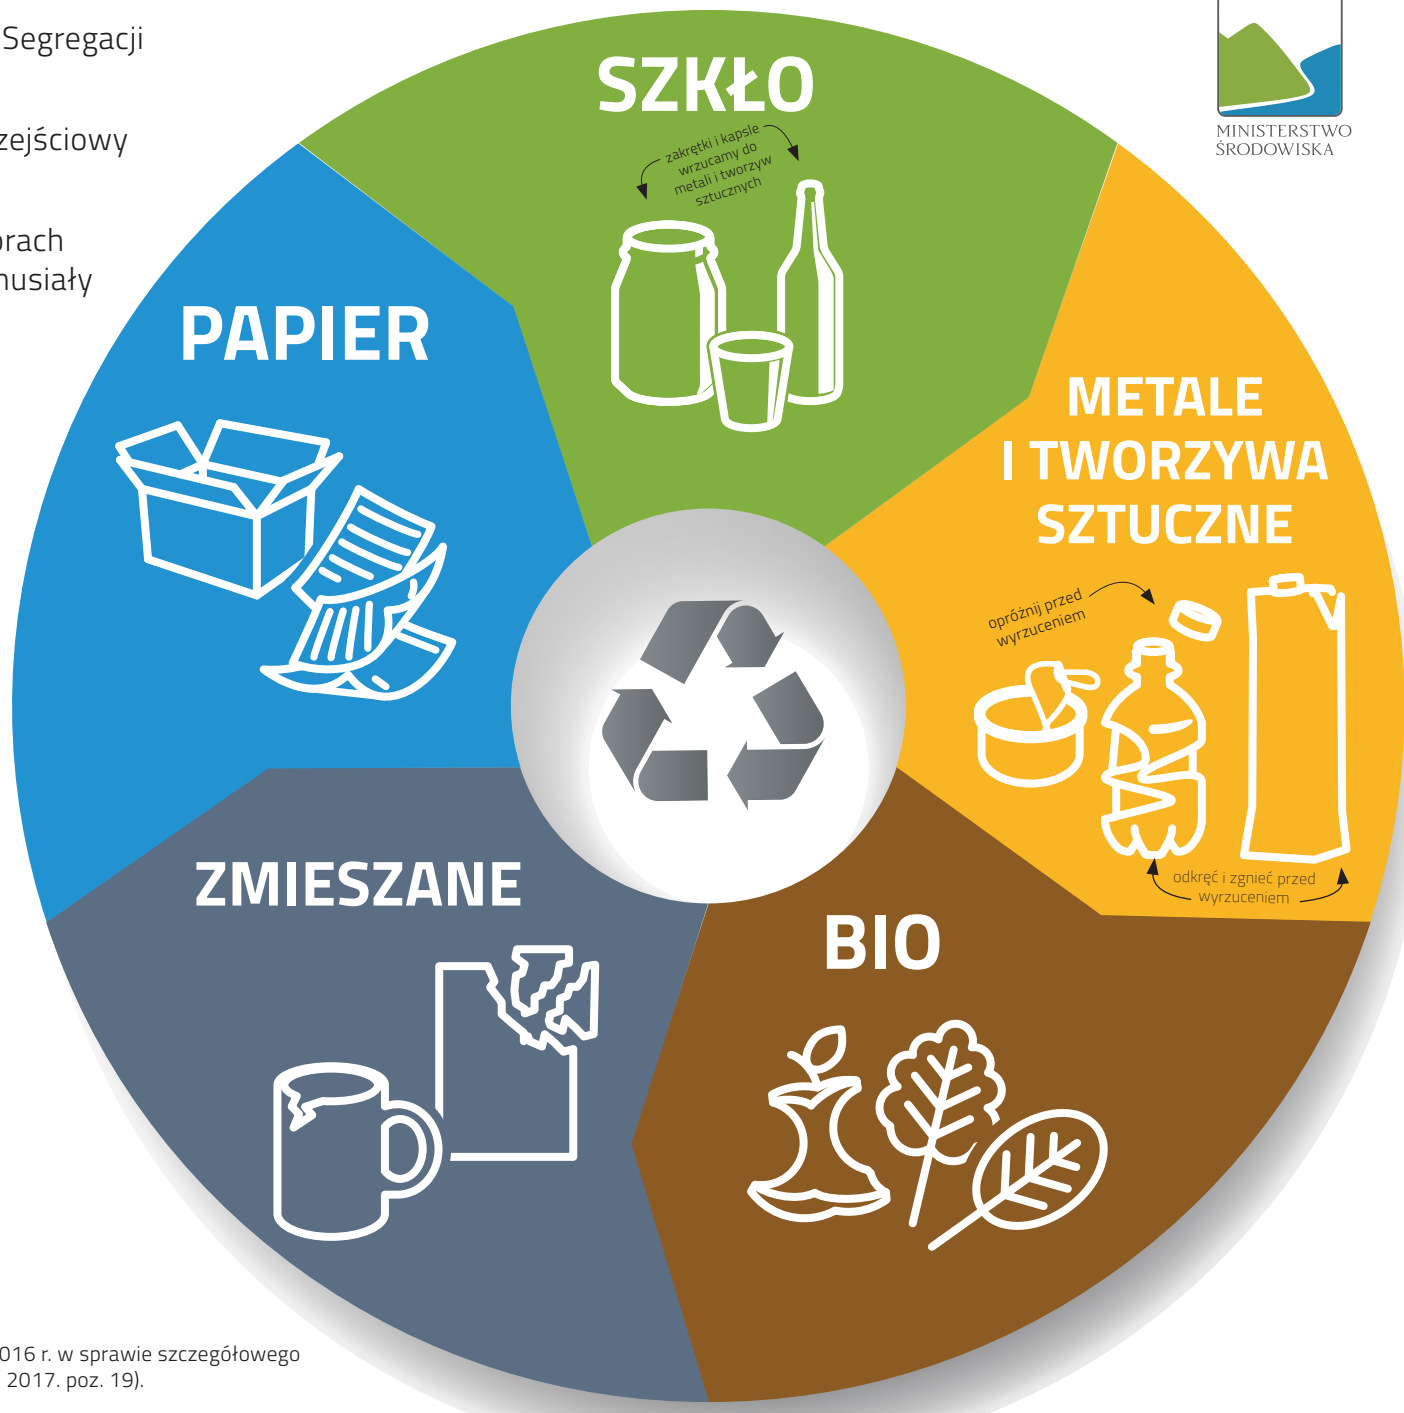 Segregacji
zejściowy
orach
musiały
MINISTERSTWO
ŚRODOWISKA
SZKŁO
zakrętki i kapsle
wrzucamy do
metali i tworzyw
sztucznych
PAPIER
METALE
I TWORZYWA
SZTUCZNE
opróżnij przed
wyrzuceniem
odkręć i zgnieć przed
wyrzuceniem
ZMIESZANE
BIO
016 r. w sprawie szczegółowego
2017. poz. 19).